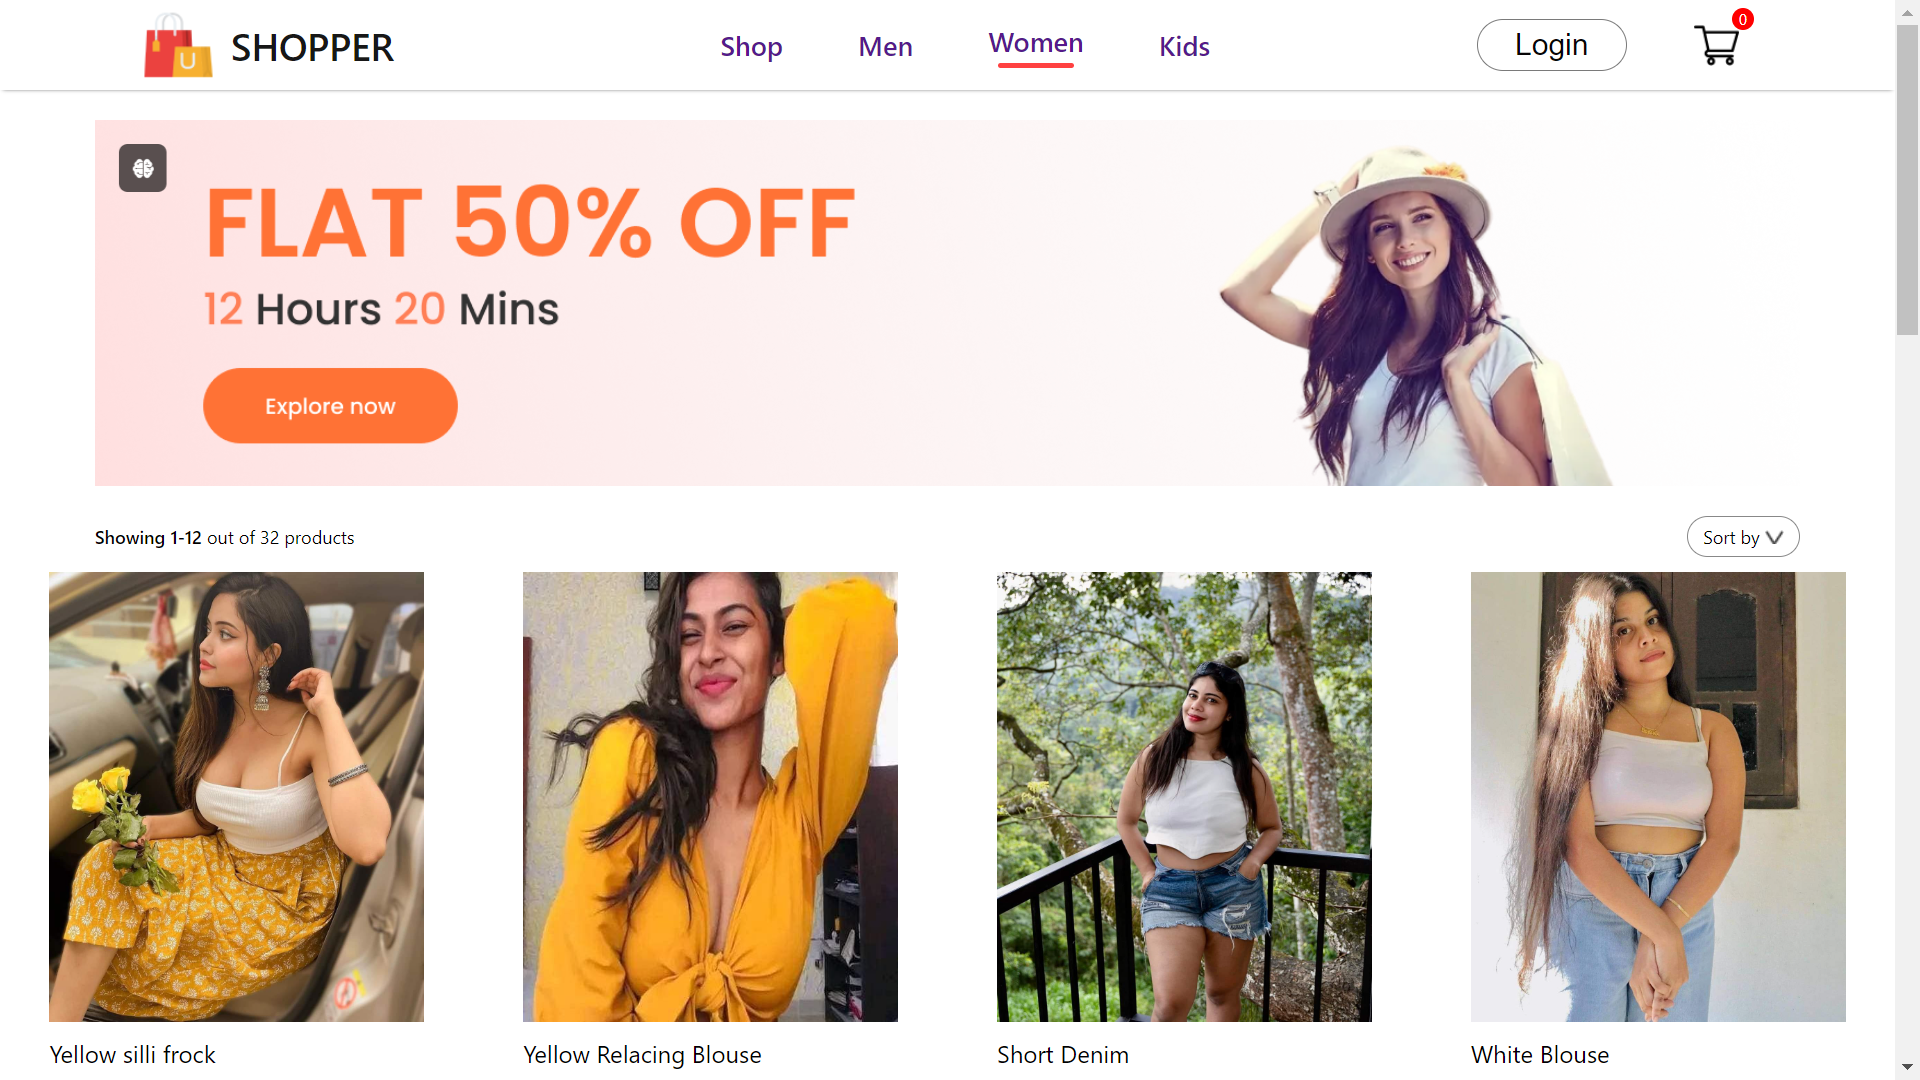 SHOPPER
Shop
Men
Women
Kids
Login
0
FLAT 50% OFF
12 Hours 20 Mins
Explore now
Showing 1-12 out of 32 products
Sort by
Yellow silli frock
Yellow Relacing Blouse
Short Denim
White Blouse